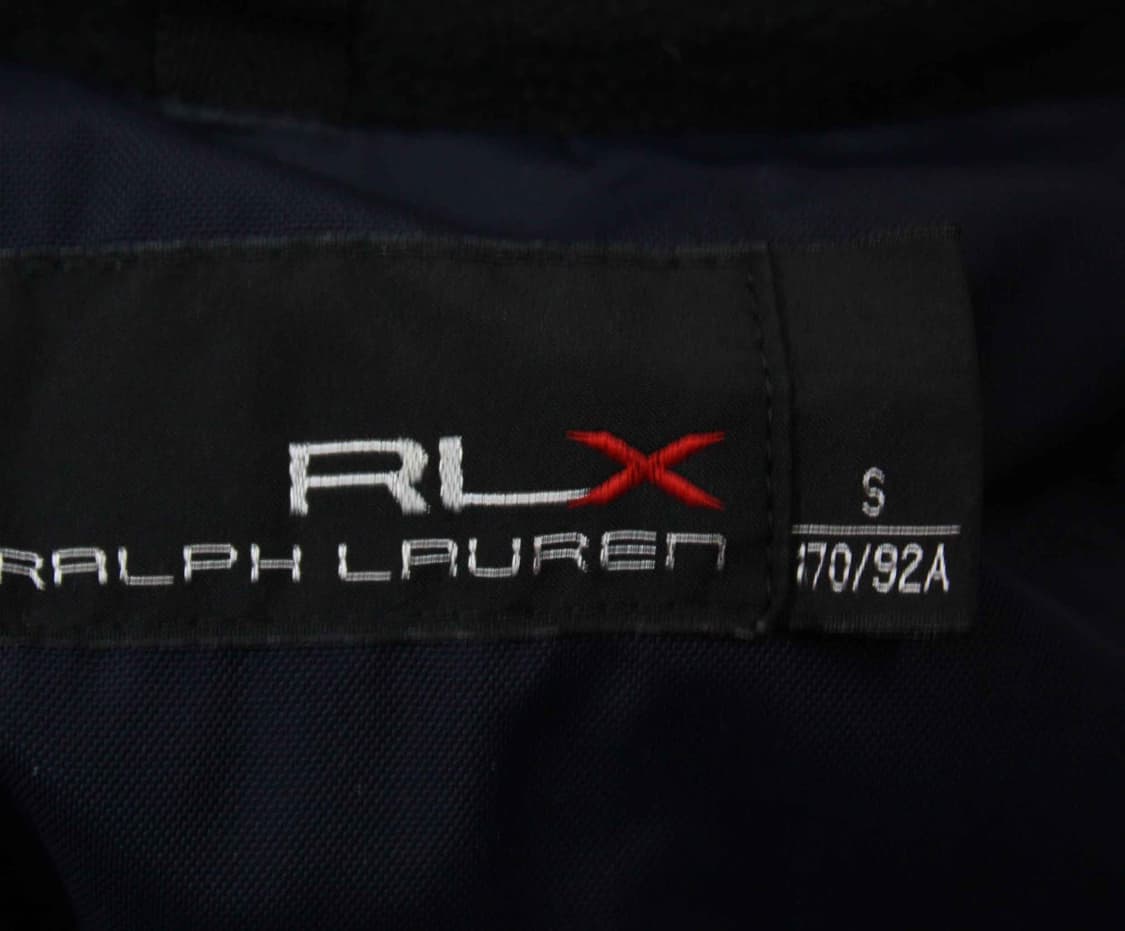 RLX
RALPH LAUREN
S
170/92A